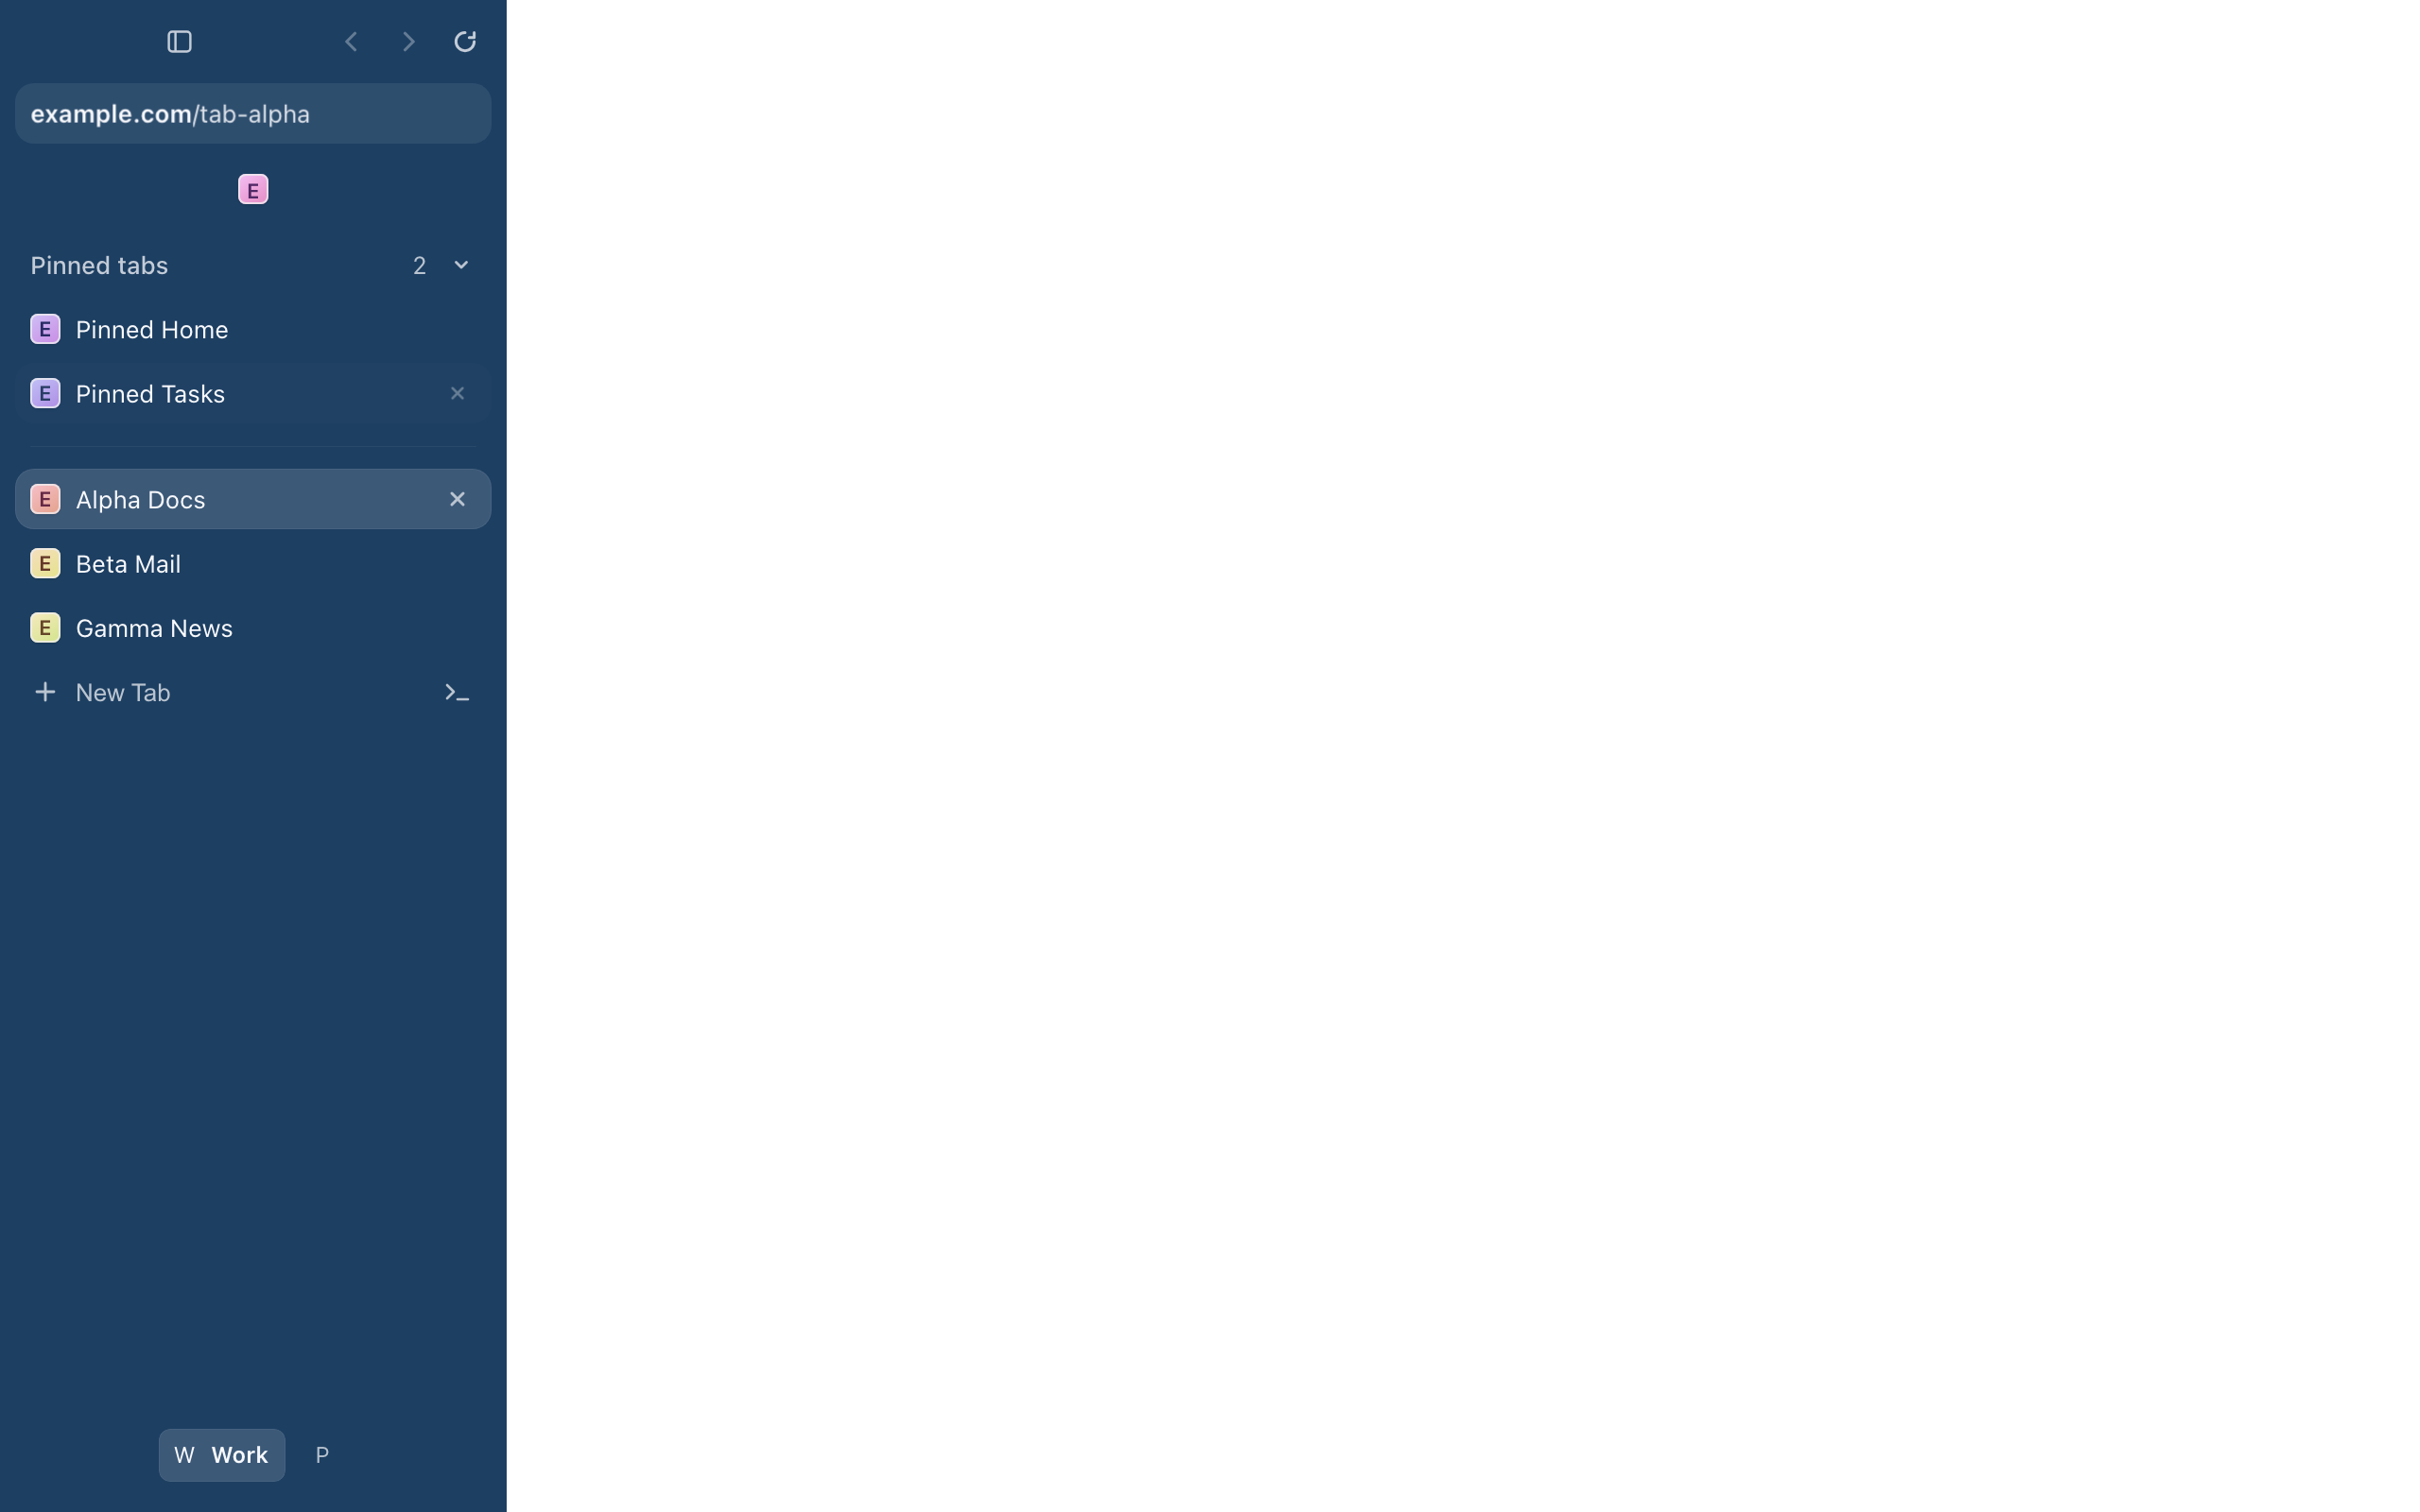 example.com/tab-alpha
E
Pinned tabs 2
E Pinned Home
E Pinned Tasks
E Alpha Docs
E Beta Mail
E Gamma News
New Tab
W Work P